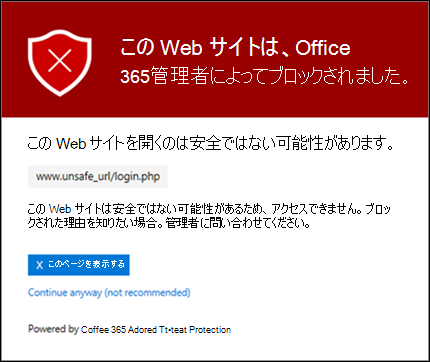 この Web サイトは、Office
365管理者によってブロックされました。
この Web サイトを開くのは安全ではない可能性があります。
www.unsafe_url/login.php
この Web サイトは安全ではない可能性があるため、アクセスできません。ブロッ
クされた理由を知りたい場合。管理者に問い合わせてください。
X このページを表示する
Continue anyway (not recommended)
Powered by Coffee 365 Adored Tt•teat Protection